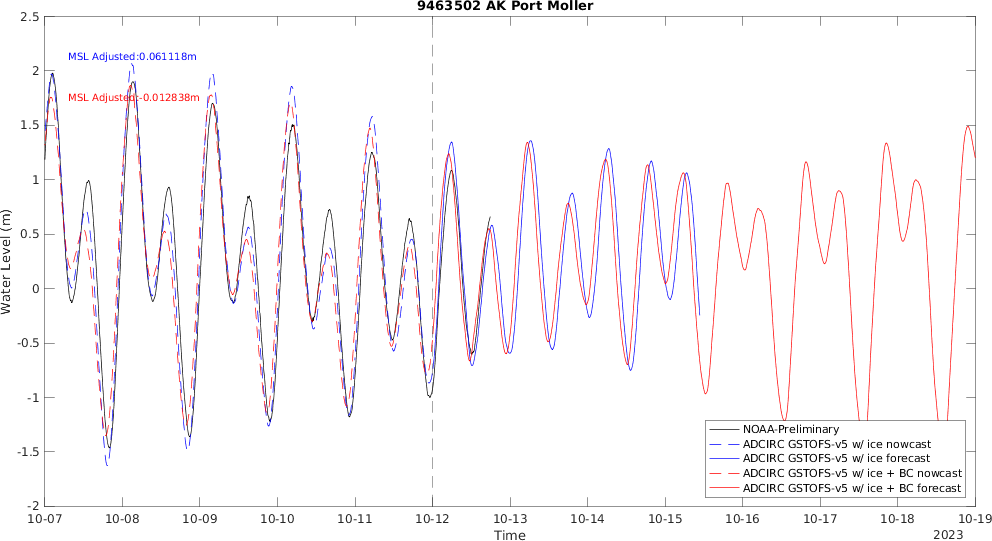 9463502 AK Port Moller
MSL Adjusted:0.061118m
MSL Adjusted:-0.012838m
Water Level (m)
2.5
2
1.5
1
0.5
0
-0.5
-1
-1.5
-2
NOAA-Preliminary
ADCIRC GSTOFS-v5 w/ ice nowcast
ADCIRC GSTOFS-v5 w/ ice forecast
ADCIRC GSTOFS-v5 w/ ice + BC nowcast
ADCIRC GSTOFS-v5 w/ ice + BC forecast
10-07 10-08 10-09 10-10 10-11 10-12 10-13 10-14 10-15 10-16 10-17 10-18 10-19
Time
2023